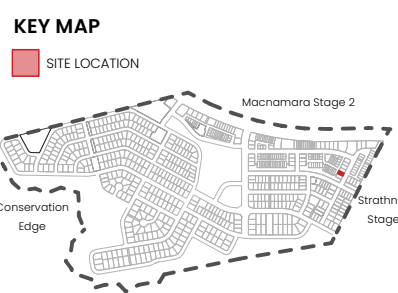 KEY MAP
SITE LOCATION
Macnamara Stage 2
Conservation
Edge
Strathn
Stage